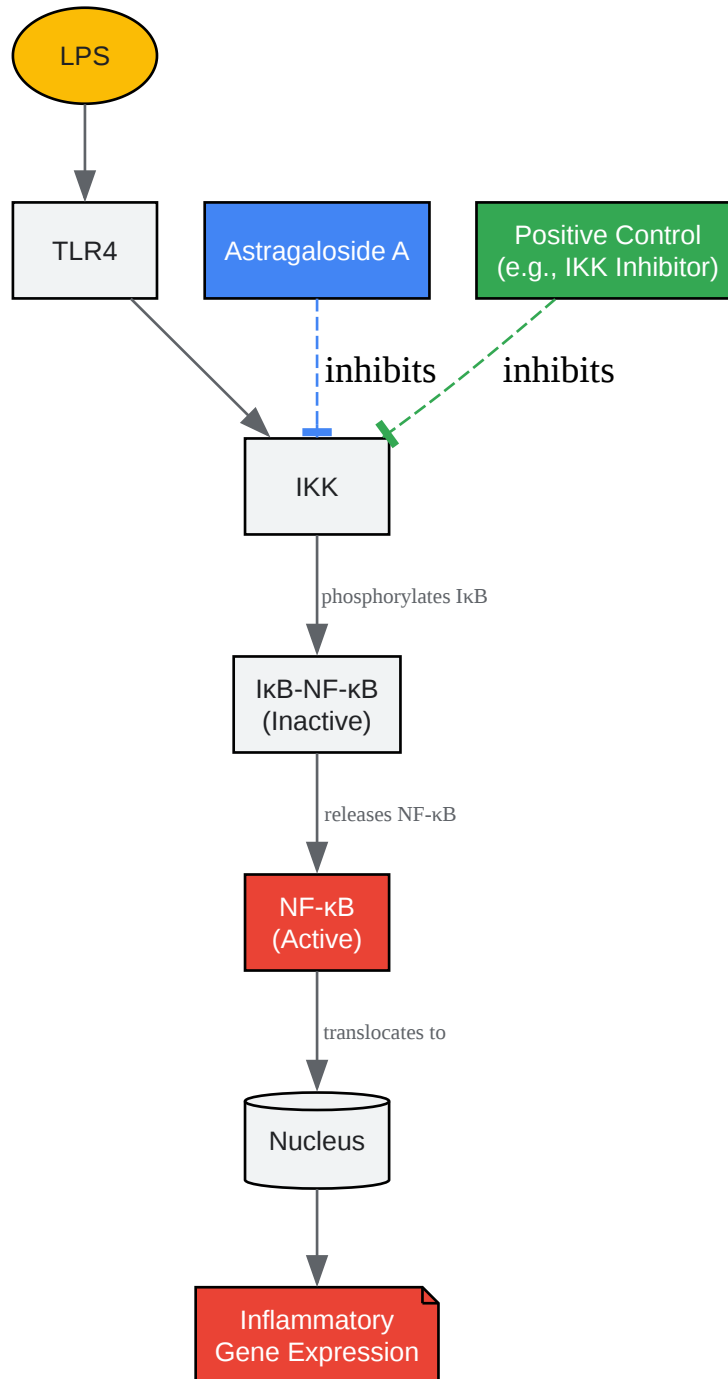 LPS
TLR4
Astragaloside A
Positive Control
(e.g., IKK Inhibitor)
inhibits
inhibits
IKK
phosphorylates IκB
IκB-NF-κB
(Inactive)
releases NF-κB
NF-κB
(Active)
translocates to
Nucleus
Inflammatory
Gene Expression